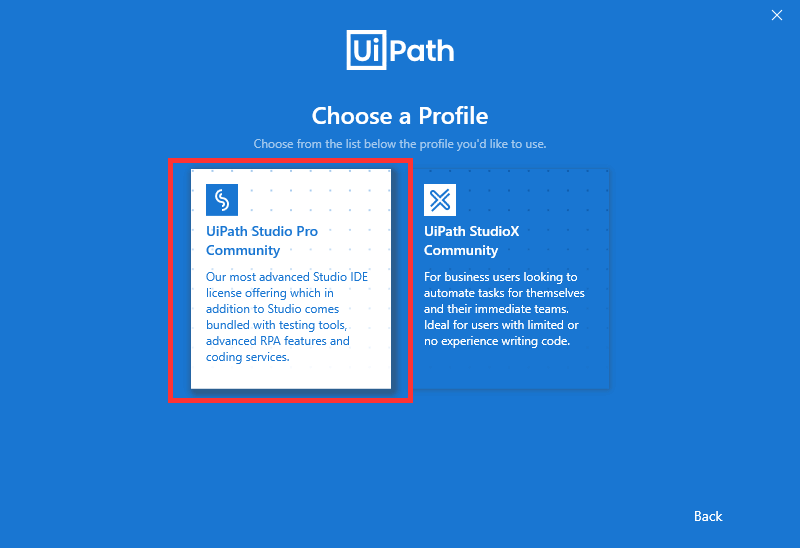 UiPath
Choose a Profile
Choose from the list below the profile you'd like to use.
UiPath Studio Pro
Community
Our most advanced Studio IDE
license offering which in
addition to Studio comes
bundled with testing tools,
advanced RPA features and
coding services.
UiPath StudioX
Community
For business users looking to
automate tasks for themselves
and their immediate teams.
Ideal for users with limited or
no experience writing code.
Back